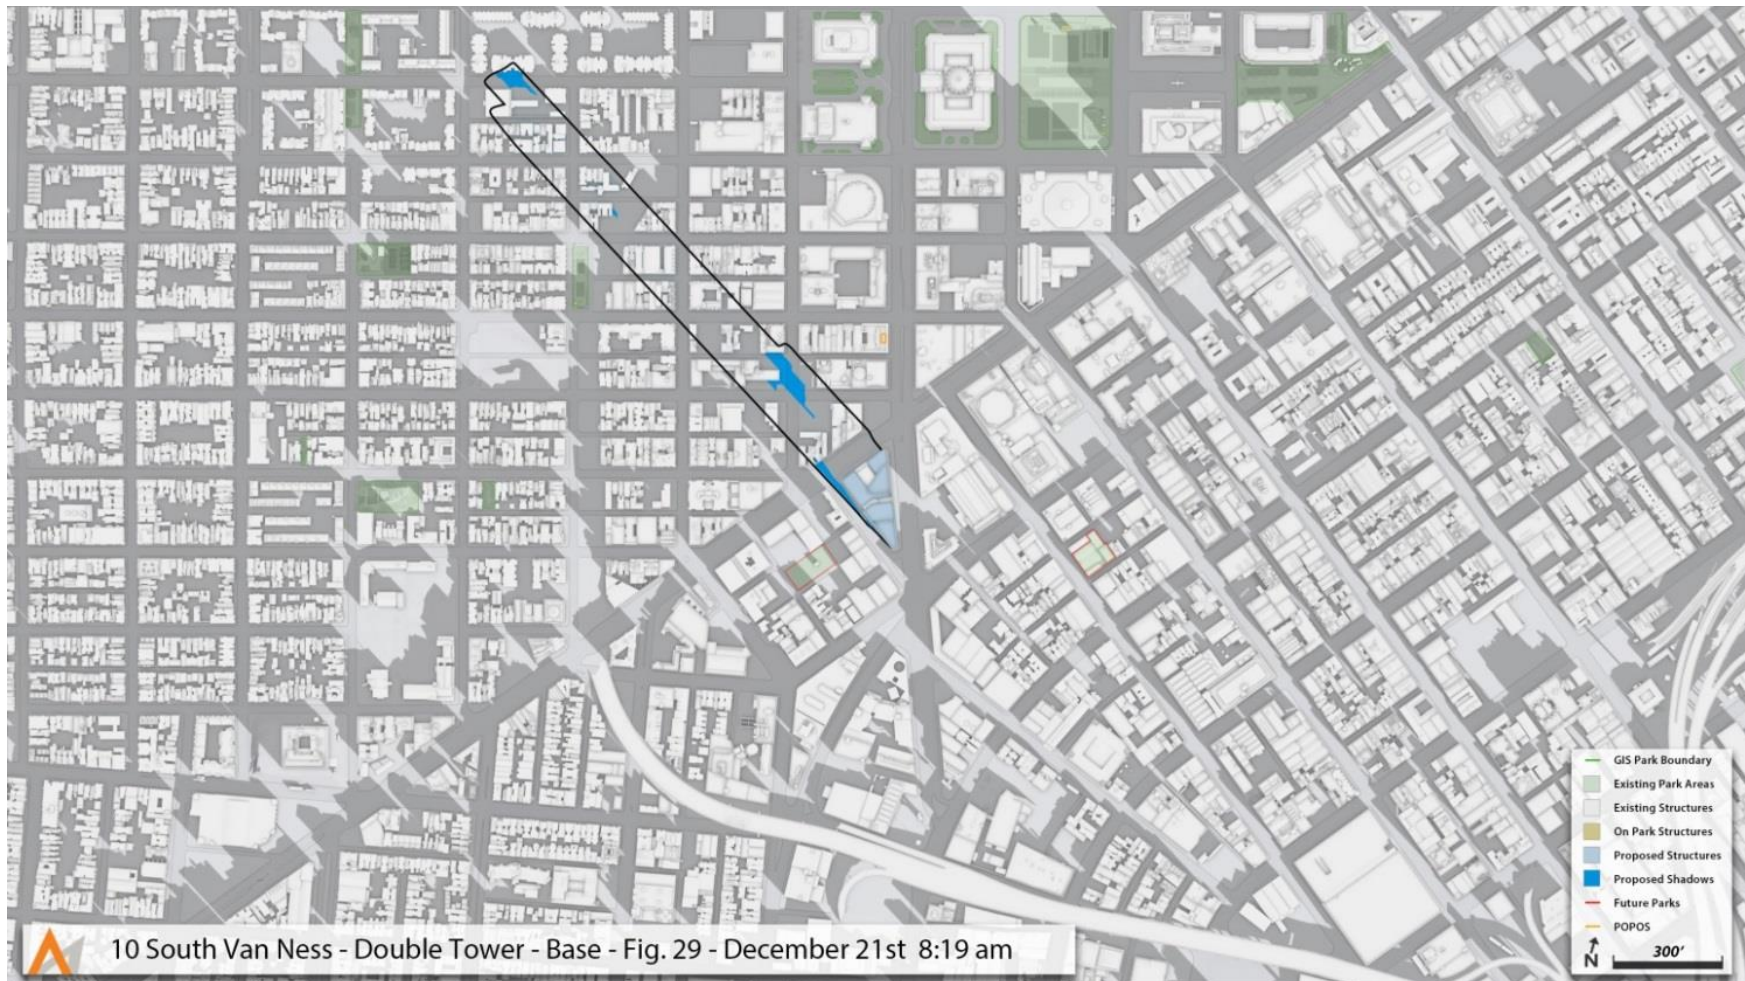 GIS Park Boundary
Existing Park Areas
Existing Structures
On Park Structures
Proposed Structures
Proposed Shadows
Future Parks
POPOS
N 300'
10 South Van Ness - Double Tower - Base - Fig. 29 - December 21st 8:19 am